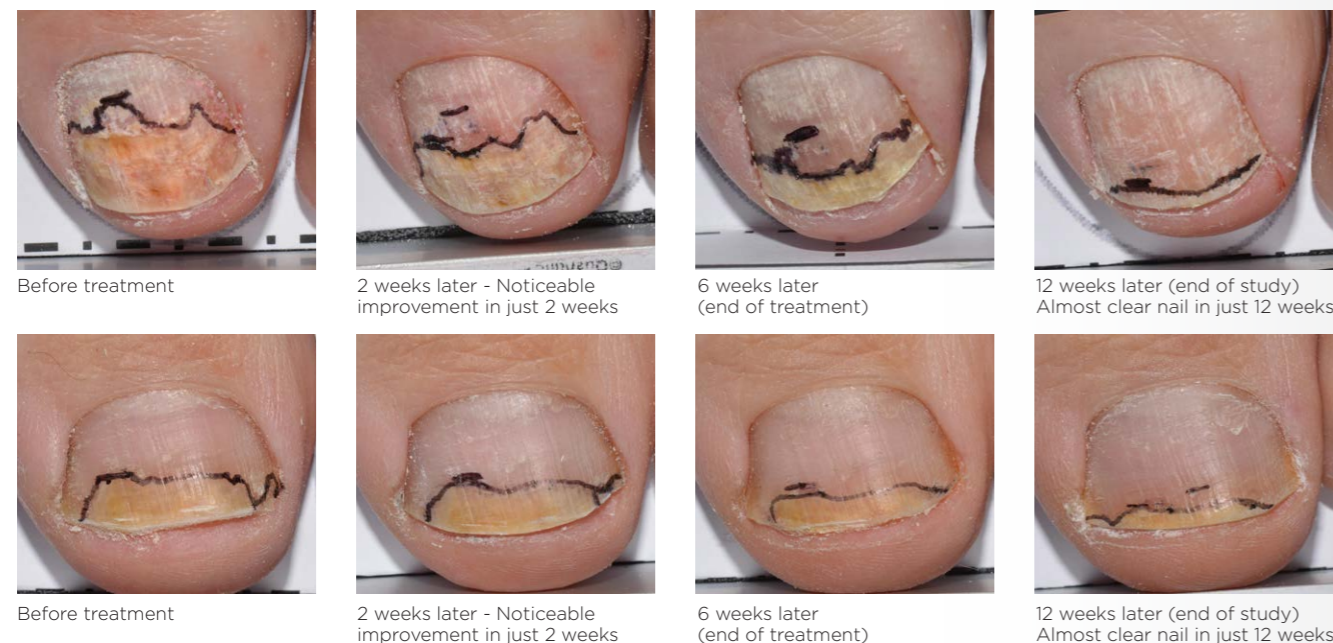 Before treatment
2 weeks later - Noticeable
improvement in just 2 weeks
6 weeks later
(end of treatment)
12 weeks later (end of study)
Almost clear nail in just 12 weeks
Before treatment
2 weeks later - Noticeable
improvement in just 2 weeks
6 weeks later
(end of treatment)
12 weeks later (end of study)
Almost clear nail in just 12 weeks